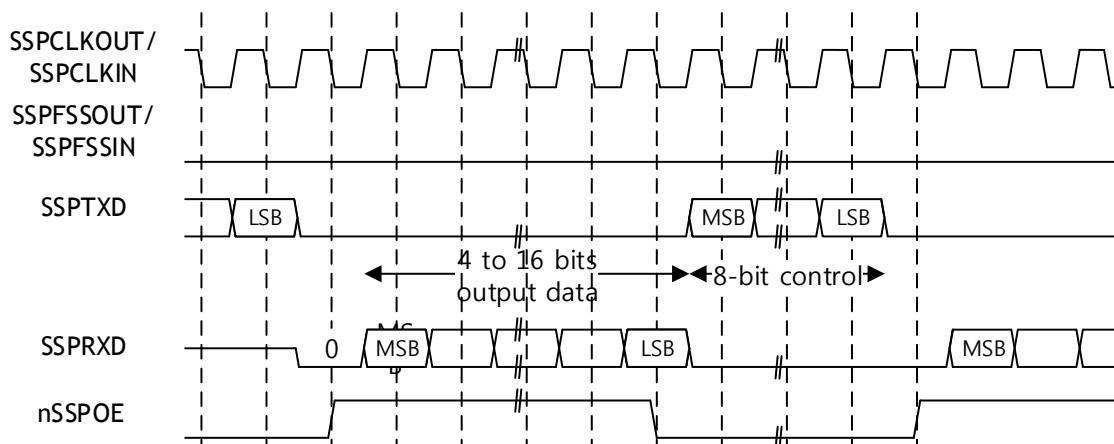 SSPCLKOUT/
SSPCLKIN
SSPFSSOUT/
SSPFSSIN
SSPTXD
LSB
MSB
LSB
4 to 16 bits
output data
8-bit control
SSPRXD
0
MSB
LSB
MSB
nSSPOE